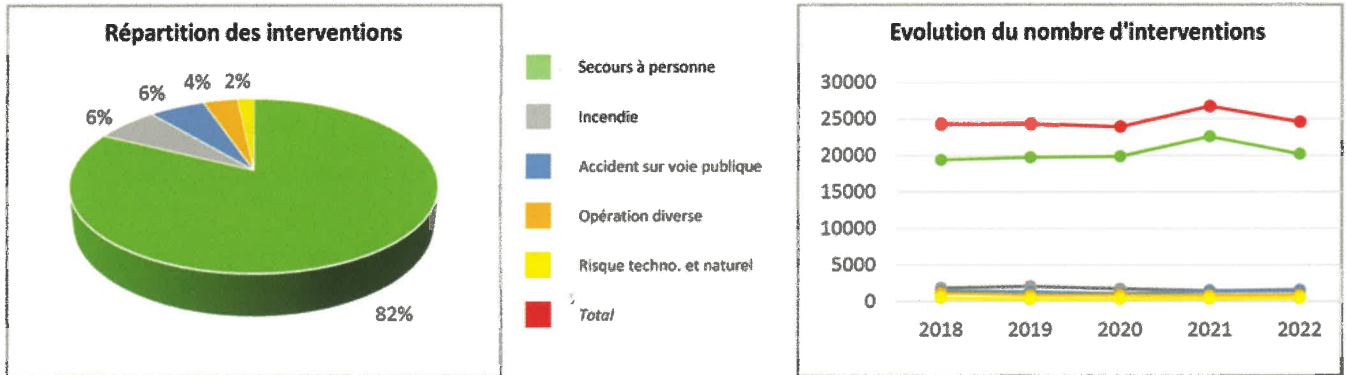 Répartition des interventions
6%
6%
4%
2%
82%
Secours à personne
Incendie
Accident sur voie publique
Opération diverse
Risque techno. et naturel
Total
Evolution du nombre d'interventions
30000
25000
20000
15000
10000
5000
0
2018 2019 2020 2021 2022